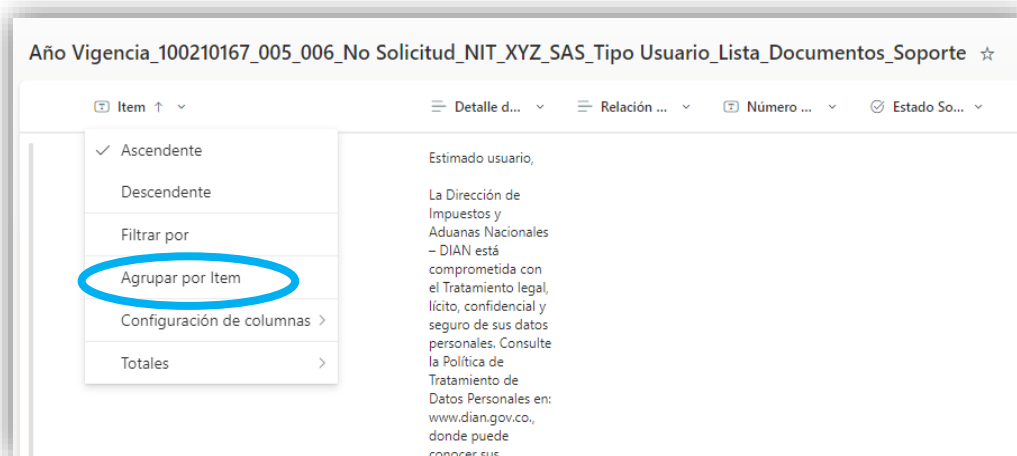 Año Vigencia_100210167_005_006_No Solicitud_NIT_XYZ_SAS_Tipo Usuario_Lista_Documentos_Soporte
Item
Detalle d...
Relación ...
Número ...
Estado So...
Ascendente
Descendente
Filtrar por
Agrupar por Item
Configuración de columnas
Totales
Estimado usuario,
La Dirección de
Impuestos y
Aduanas Nacionales
– DIAN está
comprometida con
el Tratamiento legal,
lícito, confidencial y
seguro de sus datos
personales. Consulte
la Política de
Tratamiento de
Datos Personales en:
www.dian.gov.co.,
donde puede
conocer sus